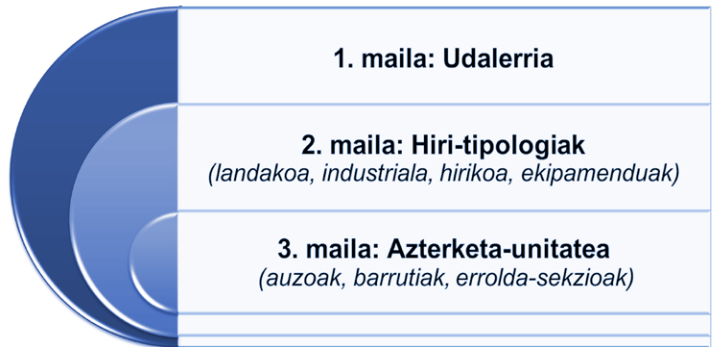 1. maila: Udalerria
2. maila: Hiri-tipologiak
(landakoa, industriala, hirikoa, ekipamenduak)
3. maila: Azterketa-unitatea
(auzoak, barrutiak, errolda-sekzioak)